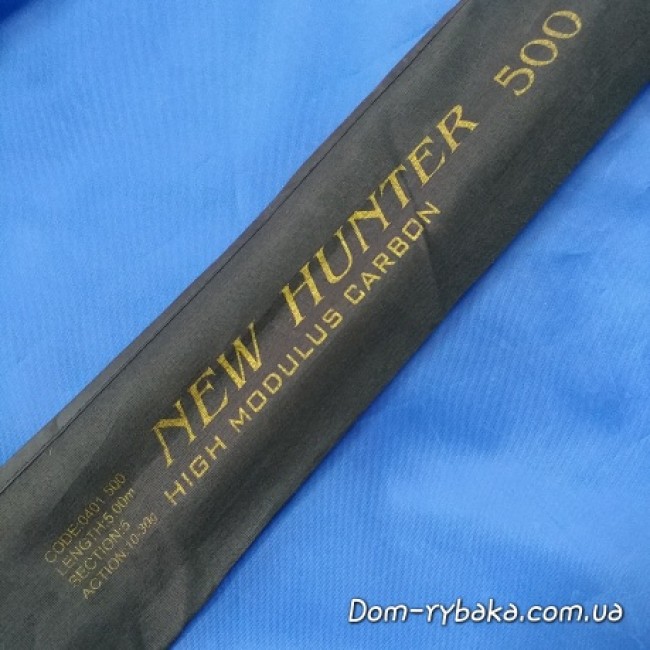 NEW HUNTER 500
HIGH MODULUS CARBON
CODE:0401 500
LENGTH:5.00m
SECTION:5
ACTION:10-30g
Dom-rybaka.com.ua